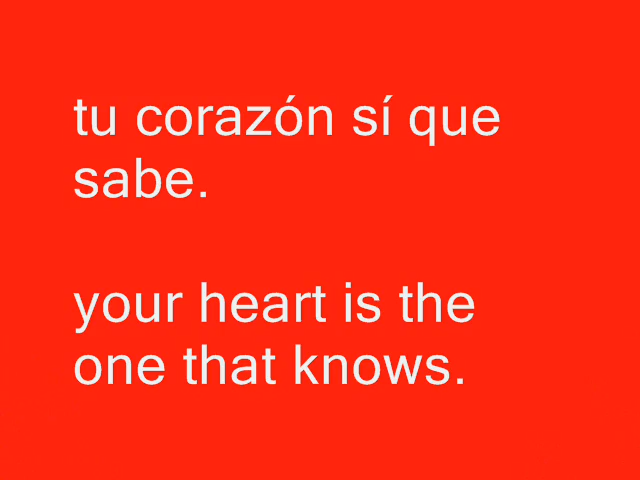 tu corazón sí que
sabe.
your heart is the
one that knows.